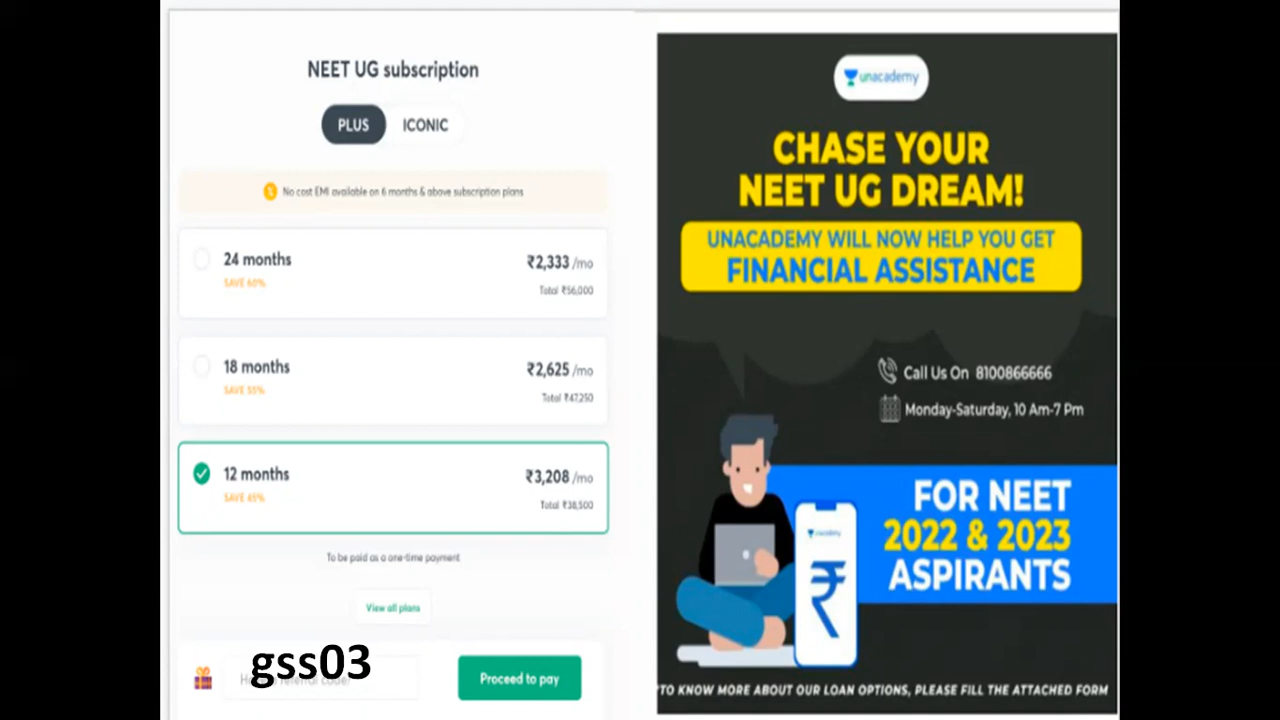 NEET UG subscription
PLUS ICONIC
No cost EMI available on 6 months & above subscription plans
24 months ₹2,333 /mo
SAVE 60% Total ₹56,000
18 months ₹2,625 /mo
SAVE 55% Total ₹47,250
12 months ₹3,208 /mo
SAVE 45% Total ₹38,500
To be paid as a one-time payment
View all plans
gss03
Proceed to pay
unacademy
CHASE YOUR
NEET UG DREAM!
UNACADEMY WILL NOW HELP YOU GET
FINANCIAL ASSISTANCE
Call Us On 8100866666
Monday-Saturday, 10 Am-7 Pm
FOR NEET
2022 & 2023
ASPIRANTS
unacademy
₹
*TO KNOW MORE ABOUT OUR LOAN OPTIONS, PLEASE FILL THE ATTACHED FORM